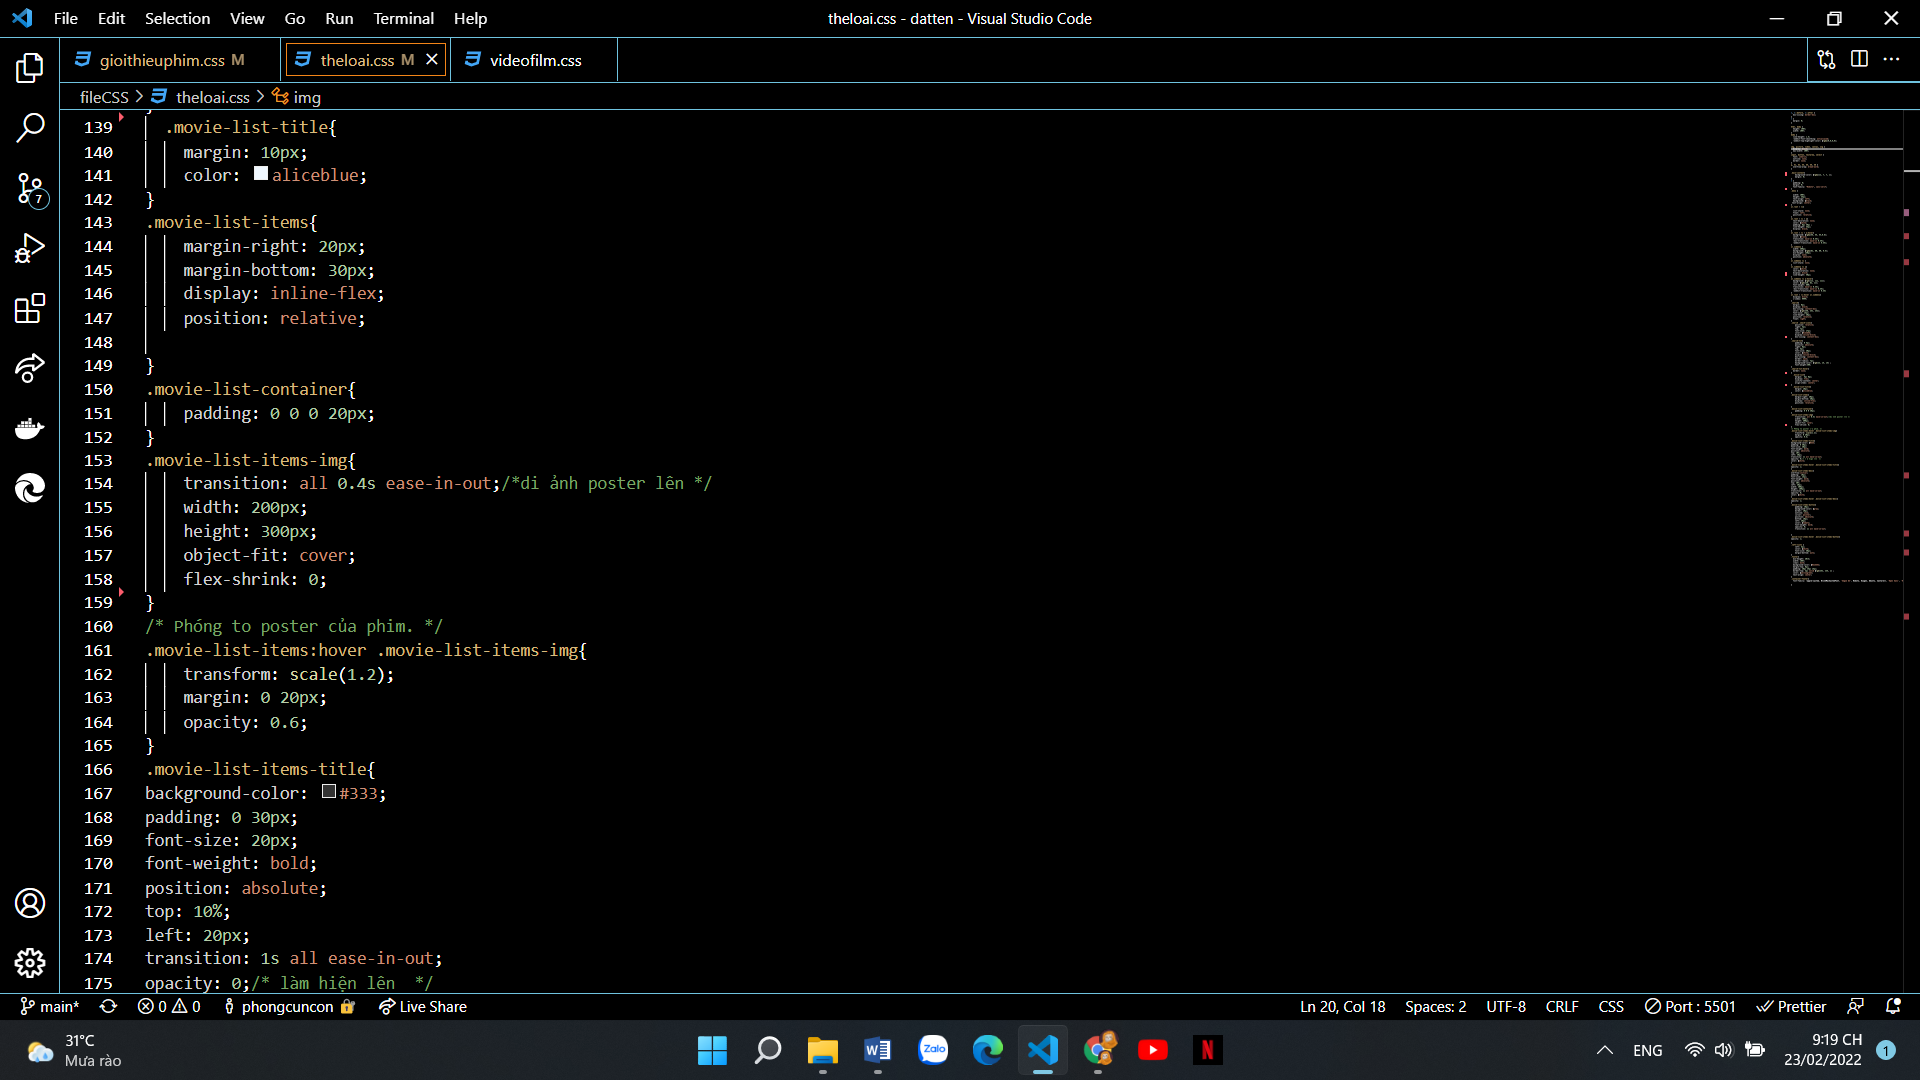 File Edit Selection View Go Run Terminal Help
theloai.css - datten - Visual Studio Code
gioithieuphim.css M
theloai.css M
videofilm.css
fileCSS > theloai.css > img
139 .movie-list-title{
140 margin: 10px;
141 color: aliceblue;
142 }
143 .movie-list-items{
144 margin-right: 20px;
145 margin-bottom: 30px;
146 display: inline-flex;
147 position: relative;
148
149 }
150 .movie-list-container{
151 padding: 0 0 0 20px;
152 }
153 .movie-list-items-img{
154 transition: all 0.4s ease-in-out;/*di ảnh poster lên */
155 width: 200px;
156 height: 300px;
157 object-fit: cover;
158 flex-shrink: 0;
159 }
160 /* Phóng to poster của phim. */
161 .movie-list-items:hover .movie-list-items-img{
162 transform: scale(1.2);
163 margin: 0 20px;
164 opacity: 0.6;
165 }
166 .movie-list-items-title{
167 background-color: #333;
168 padding: 0 30px;
169 font-size: 20px;
170 font-weight: bold;
171 position: absolute;
172 top: 10%;
173 left: 20px;
174 transition: 1s all ease-in-out;
175 opacity: 0;/* làm hiện lên  */
7
main* 0 0 phongcuncon Live Share
Ln 20, Col 18 Spaces: 2 UTF-8 CRLF CSS Port : 5501 Prettier
31°C
Mưa rào
Zalo
ENG
9:19 CH
23/02/2022
1